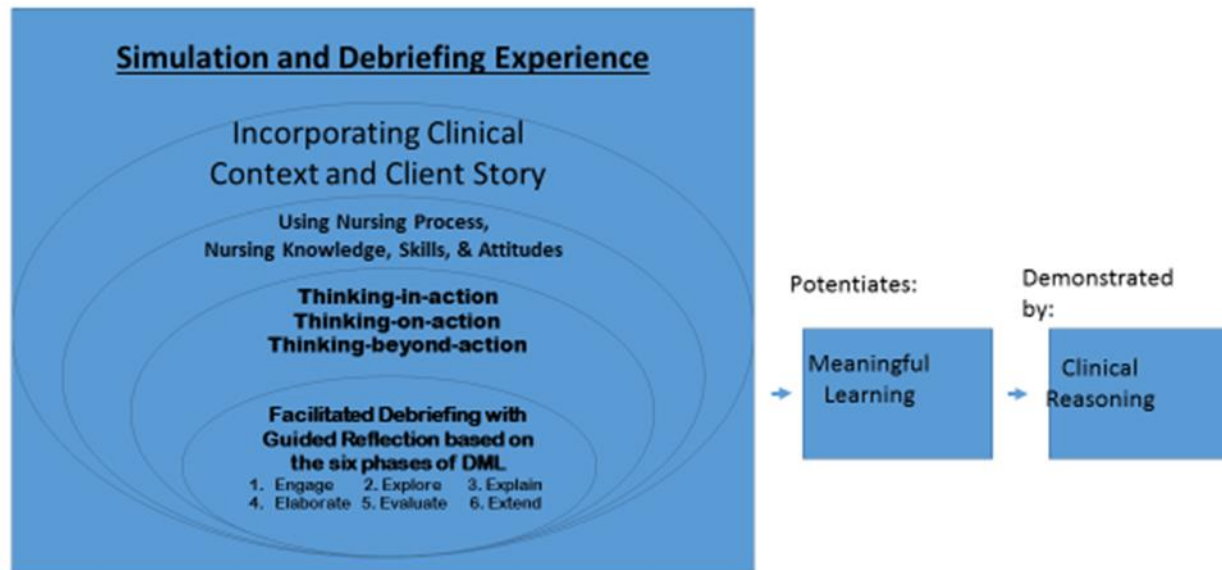 Simulation and Debriefing Experience
Incorporating Clinical
Context and Client Story
Using Nursing Process,
Nursing Knowledge, Skills, & Attitudes
Thinking-in-action
Thinking-on-action
Thinking-beyond-action
Facilitated Debriefing with
Guided Reflection based on
the six phases of DML
1. Engage 2. Explore 3. Explain
4. Elaborate 5. Evaluate 6. Extend
Potentiates:
Meaningful
Learning
Demonstrated
by:
Clinical
Reasoning